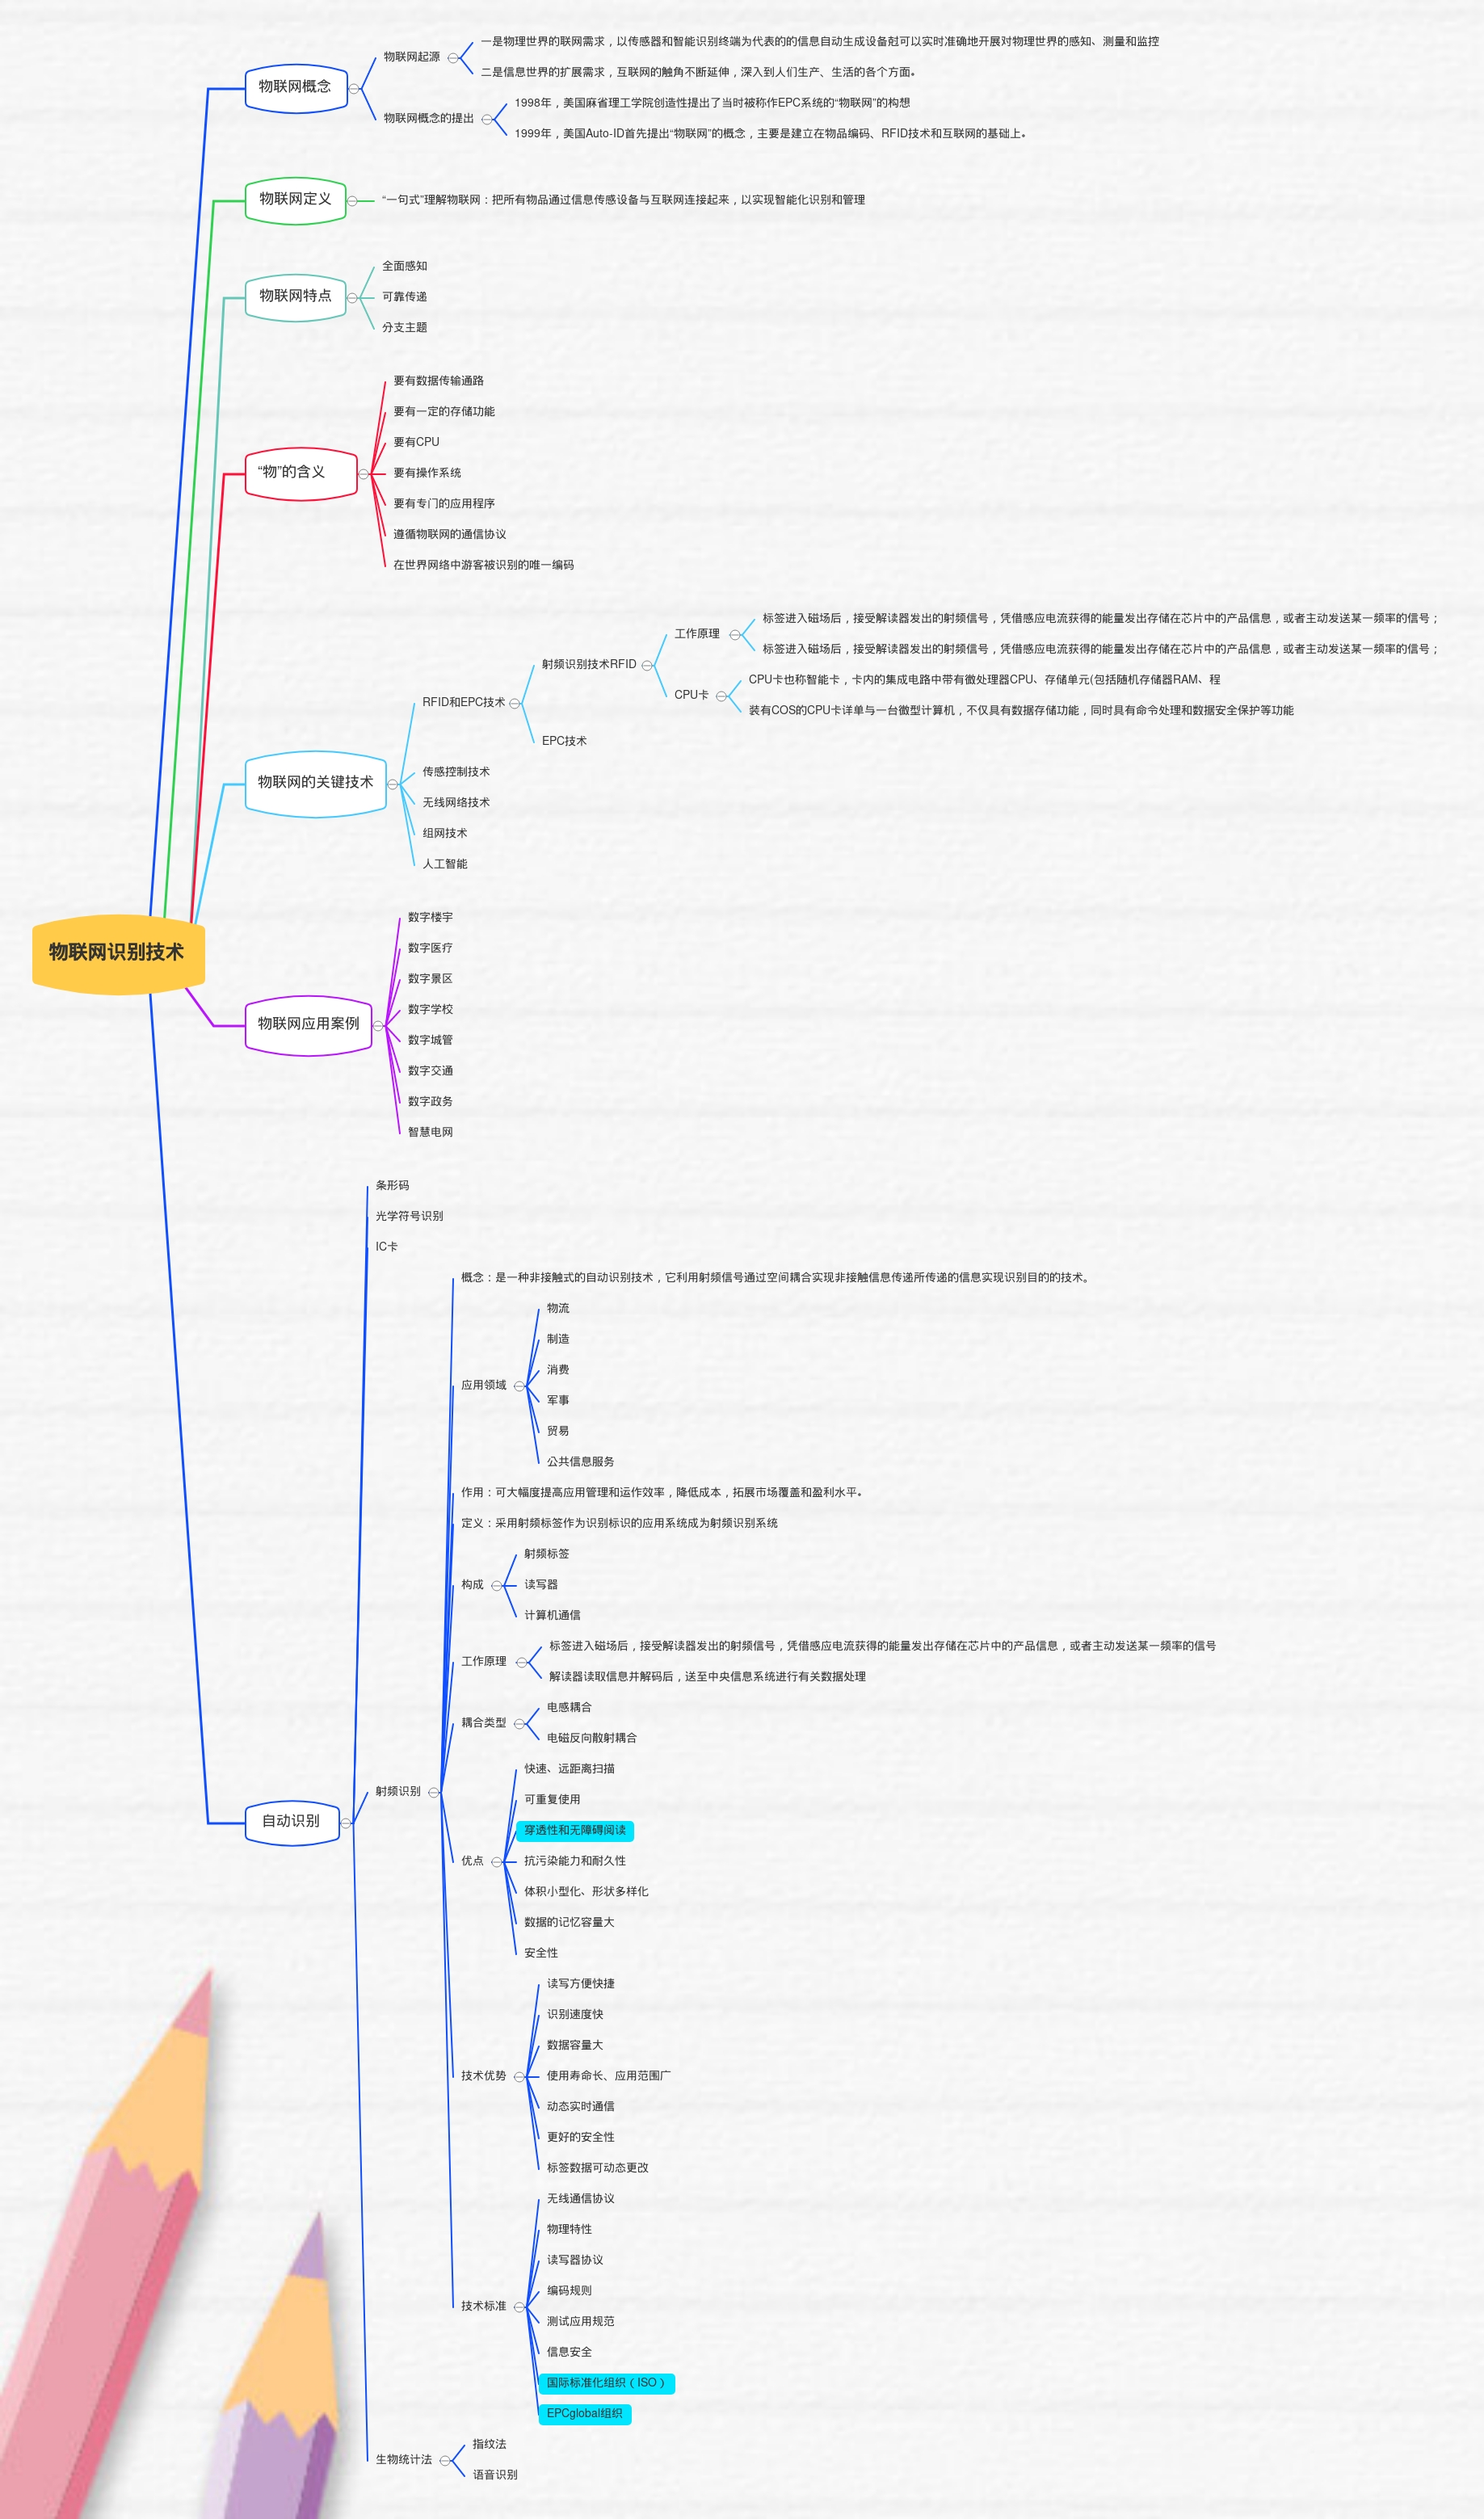 物联网识别技术
物联网概念
物联网起源
一是物理世界的联网需求，以传感器和智能识别终端为代表的的信息自动生成设备尅可以实时准确地开展对物理世界的感知、测量和监控
二是信息世界的扩展需求，互联网的触角不断延伸，深入到人们生产、生活的各个方面。
物联网概念的提出
1998年，美国麻省理工学院创造性提出了当时被称作EPC系统的“物联网”的构想
1999年，美国Auto-ID首先提出“物联网”的概念，主要是建立在物品编码、RFID技术和互联网的基础上。
物联网定义
“一句式”理解物联网：把所有物品通过信息传感设备与互联网连接起来，以实现智能化识别和管理
物联网特点
全面感知
可靠传递
分支主题
“物”的含义
要有数据传输通路
要有一定的存储功能
要有CPU
要有操作系统
要有专门的应用程序
遵循物联网的通信协议
在世界网络中游客被识别的唯一编码
物联网的关键技术
RFID和EPC技术
射频识别技术RFID
工作原理
标签进入磁场后，接受解读器发出的射频信号，凭借感应电流获得的能量发出存储在芯片中的产品信息，或者主动发送某一频率的信号；
标签进入磁场后，接受解读器发出的射频信号，凭借感应电流获得的能量发出存储在芯片中的产品信息，或者主动发送某一频率的信号；
CPU卡
CPU卡也称智能卡，卡内的集成电路中带有微处理器CPU、存储单元(包括随机存储器RAM、程
装有COS的CPU卡详单与一台微型计算机，不仅具有数据存储功能，同时具有命令处理和数据安全保护等功能
EPC技术
传感控制技术
无线网络技术
组网技术
人工智能
物联网应用案例
数字楼宇
数字医疗
数字景区
数字学校
数字城管
数字交通
数字政务
智慧电网
自动识别
条形码
光学符号识别
IC卡
射频识别
概念：是一种非接触式的自动识别技术，它利用射频信号通过空间耦合实现非接触信息传递所传递的信息实现识别目的的技术。
应用领域
物流
制造
消费
军事
贸易
公共信息服务
作用：可大幅度提高应用管理和运作效率，降低成本，拓展市场覆盖和盈利水平。
定义：采用射频标签作为识别标识的应用系统成为射频识别系统
构成
射频标签
读写器
计算机通信
工作原理
标签进入磁场后，接受解读器发出的射频信号，凭借感应电流获得的能量发出存储在芯片中的产品信息，或者主动发送某一频率的信号
解读器读取信息并解码后，送至中央信息系统进行有关数据处理
耦合类型
电感耦合
电磁反向散射耦合
优点
快速、远距离扫描
可重复使用
穿透性和无障碍阅读
抗污染能力和耐久性
体积小型化、形状多样化
数据的记忆容量大
安全性
技术优势
读写方便快捷
识别速度快
数据容量大
使用寿命长、应用范围广
动态实时通信
更好的安全性
标签数据可动态更改
技术标准
无线通信协议
物理特性
读写器协议
编码规则
测试应用规范
信息安全
国际标准化组织（ISO）
EPCglobal组织
生物统计法
指纹法
语音识别